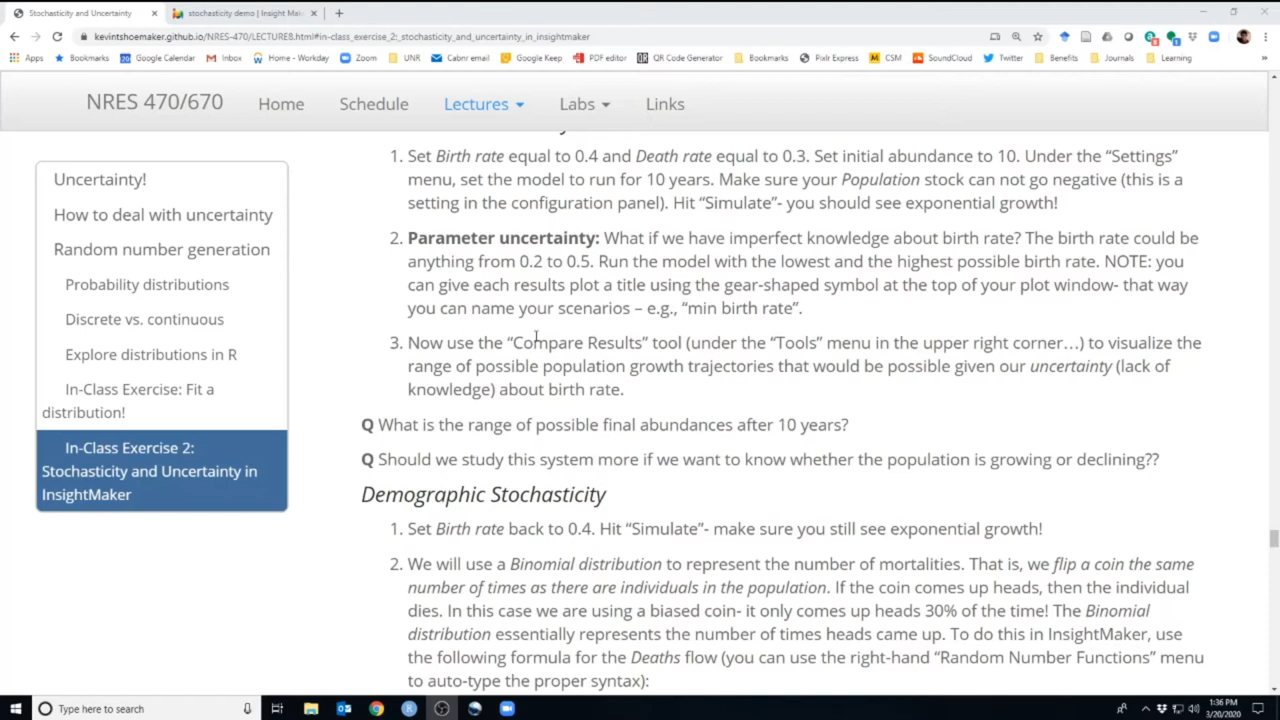 Stochasticity and Uncertainty
stochasticity demo | Insight Mak
kevintshoemaker.github.io/NRES-470/LECTURE8.html#in-class_exercise_2:_stochasticity_and_uncertainty_in_insightmaker
Apps Bookmarks Google Calendar Inbox Home - Workday Zoom UNR Cabnr email Google Keep PDF editor QR Code Generator Bookmarks Pixlr Express CSM SoundCloud Twitter Benefits Journals Learning
NRES 470/670 Home Schedule Lectures Labs Links
Uncertainty!
How to deal with uncertainty
Random number generation
Probability distributions
Discrete vs. continuous
Explore distributions in R
In-Class Exercise: Fit a
distribution!
In-Class Exercise 2:
Stochasticity and Uncertainty in
InsightMaker
1. Set Birth rate equal to 0.4 and Death rate equal to 0.3. Set initial abundance to 10. Under the “Settings”
menu, set the model to run for 10 years. Make sure your Population stock can not go negative (this is a
setting in the configuration panel). Hit “Simulate”- you should see exponential growth!
2. Parameter uncertainty: What if we have imperfect knowledge about birth rate? The birth rate could be
anything from 0.2 to 0.5. Run the model with the lowest and the highest possible birth rate. NOTE: you
can give each results plot a title using the gear-shaped symbol at the top of your plot window- that way
you can name your scenarios – e.g., “min birth rate”.
3. Now use the “Compare Results” tool (under the “Tools” menu in the upper right corner…) to visualize the
range of possible population growth trajectories that would be possible given our uncertainty (lack of
knowledge) about birth rate.
Q What is the range of possible final abundances after 10 years?
Q Should we study this system more if we want to know whether the population is growing or declining??
Demographic Stochasticity
1. Set Birth rate back to 0.4. Hit “Simulate”- make sure you still see exponential growth!
2. We will use a Binomial distribution to represent the number of mortalities. That is, we flip a coin the same
number of times as there are individuals in the population. If the coin comes up heads, then the individual
dies. In this case we are using a biased coin- it only comes up heads 30% of the time! The Binomial
distribution essentially represents the number of times heads came up. To do this in InsightMaker, use
the following formula for the Deaths flow (you can use the right-hand “Random Number Functions” menu
to auto-type the proper syntax):
Type here to search
1:36 PM
3/20/2020